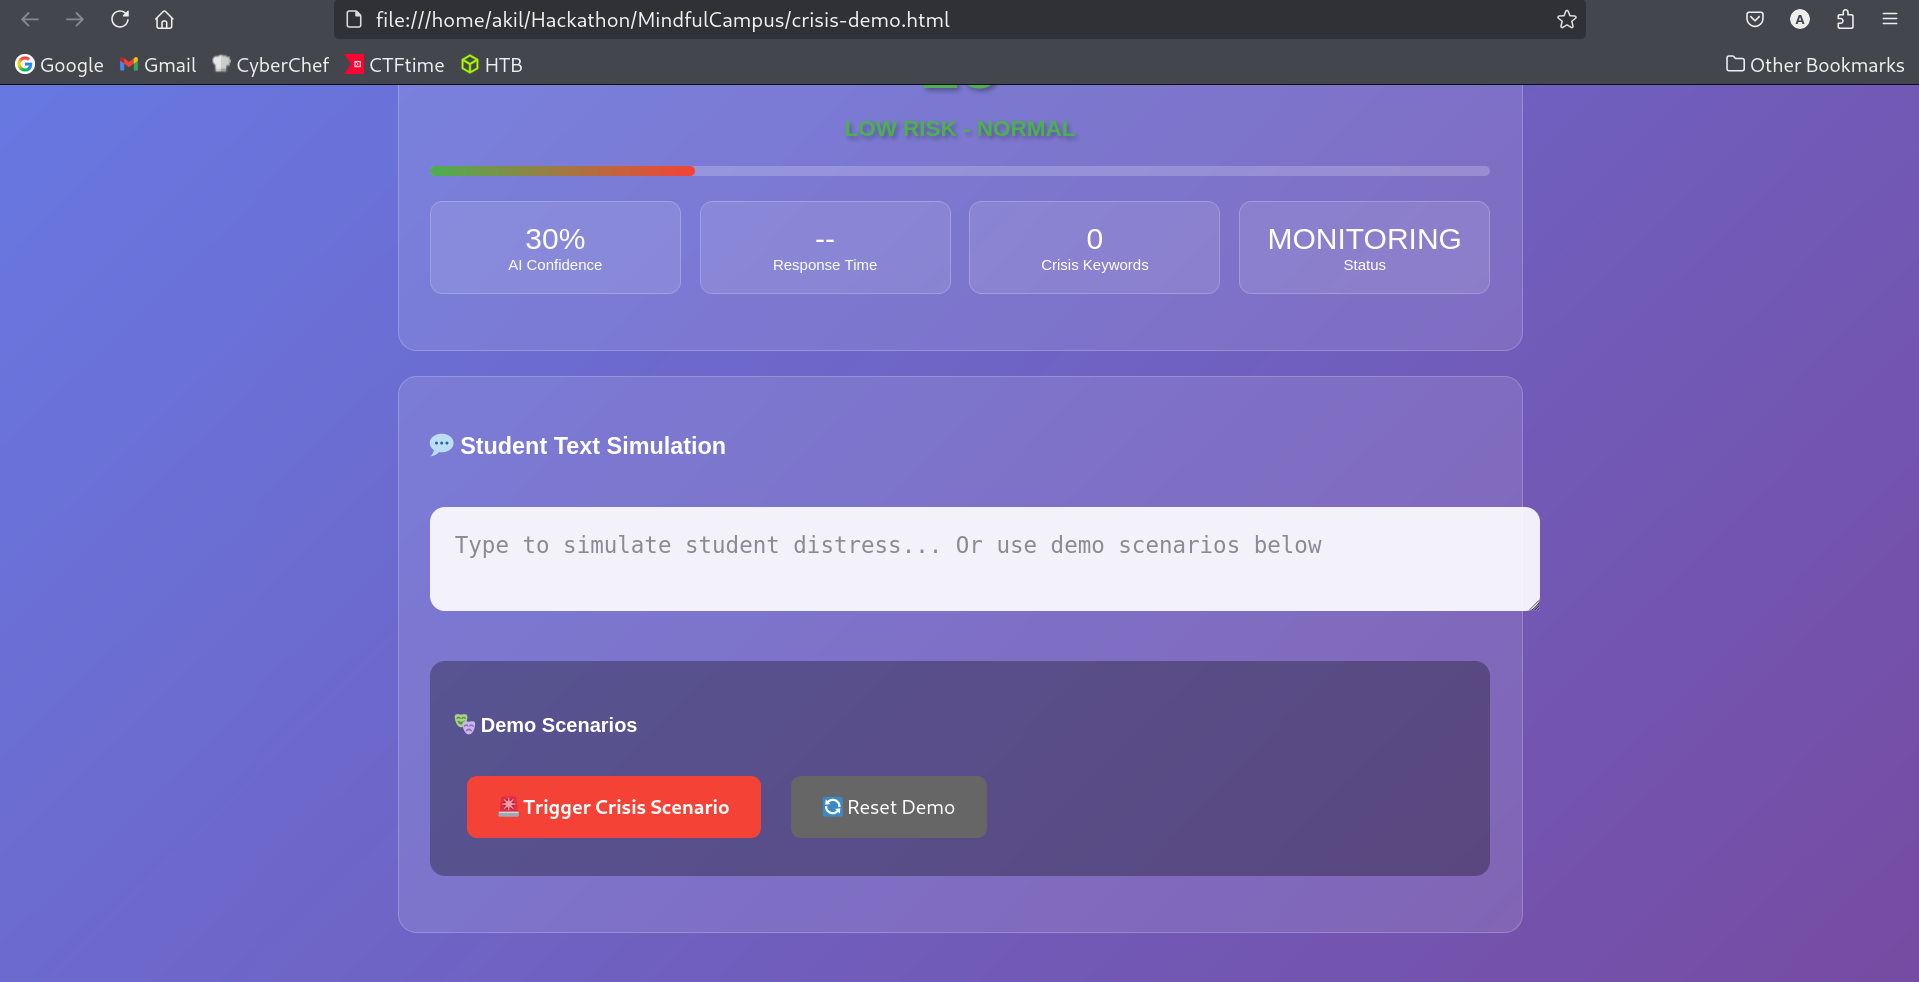 file:///home/akil/Hackathon/MindfulCampus/crisis-demo.html
A
Google Gmail CyberChef CTFtime HTB Other Bookmarks
LOW RISK - NORMAL
30% -- 0 MONITORING
AI Confidence Response Time Crisis Keywords Status
Student Text Simulation
Type to simulate student distress... Or use demo scenarios below
Demo Scenarios
Trigger Crisis Scenario Reset Demo